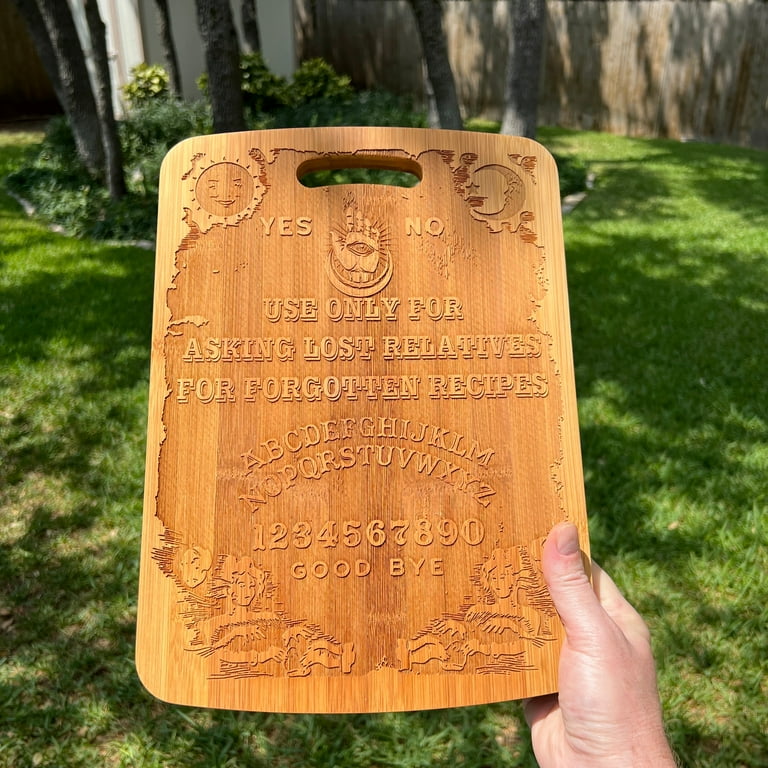 YES NO
USE ONLY FOR
ASKING LOST RELATIVES
FOR FORGOTTEN RECIPES
ABCDEFGHIJKLM
NOPQRSTUVWXYZ
1234567890
GOOD BYE